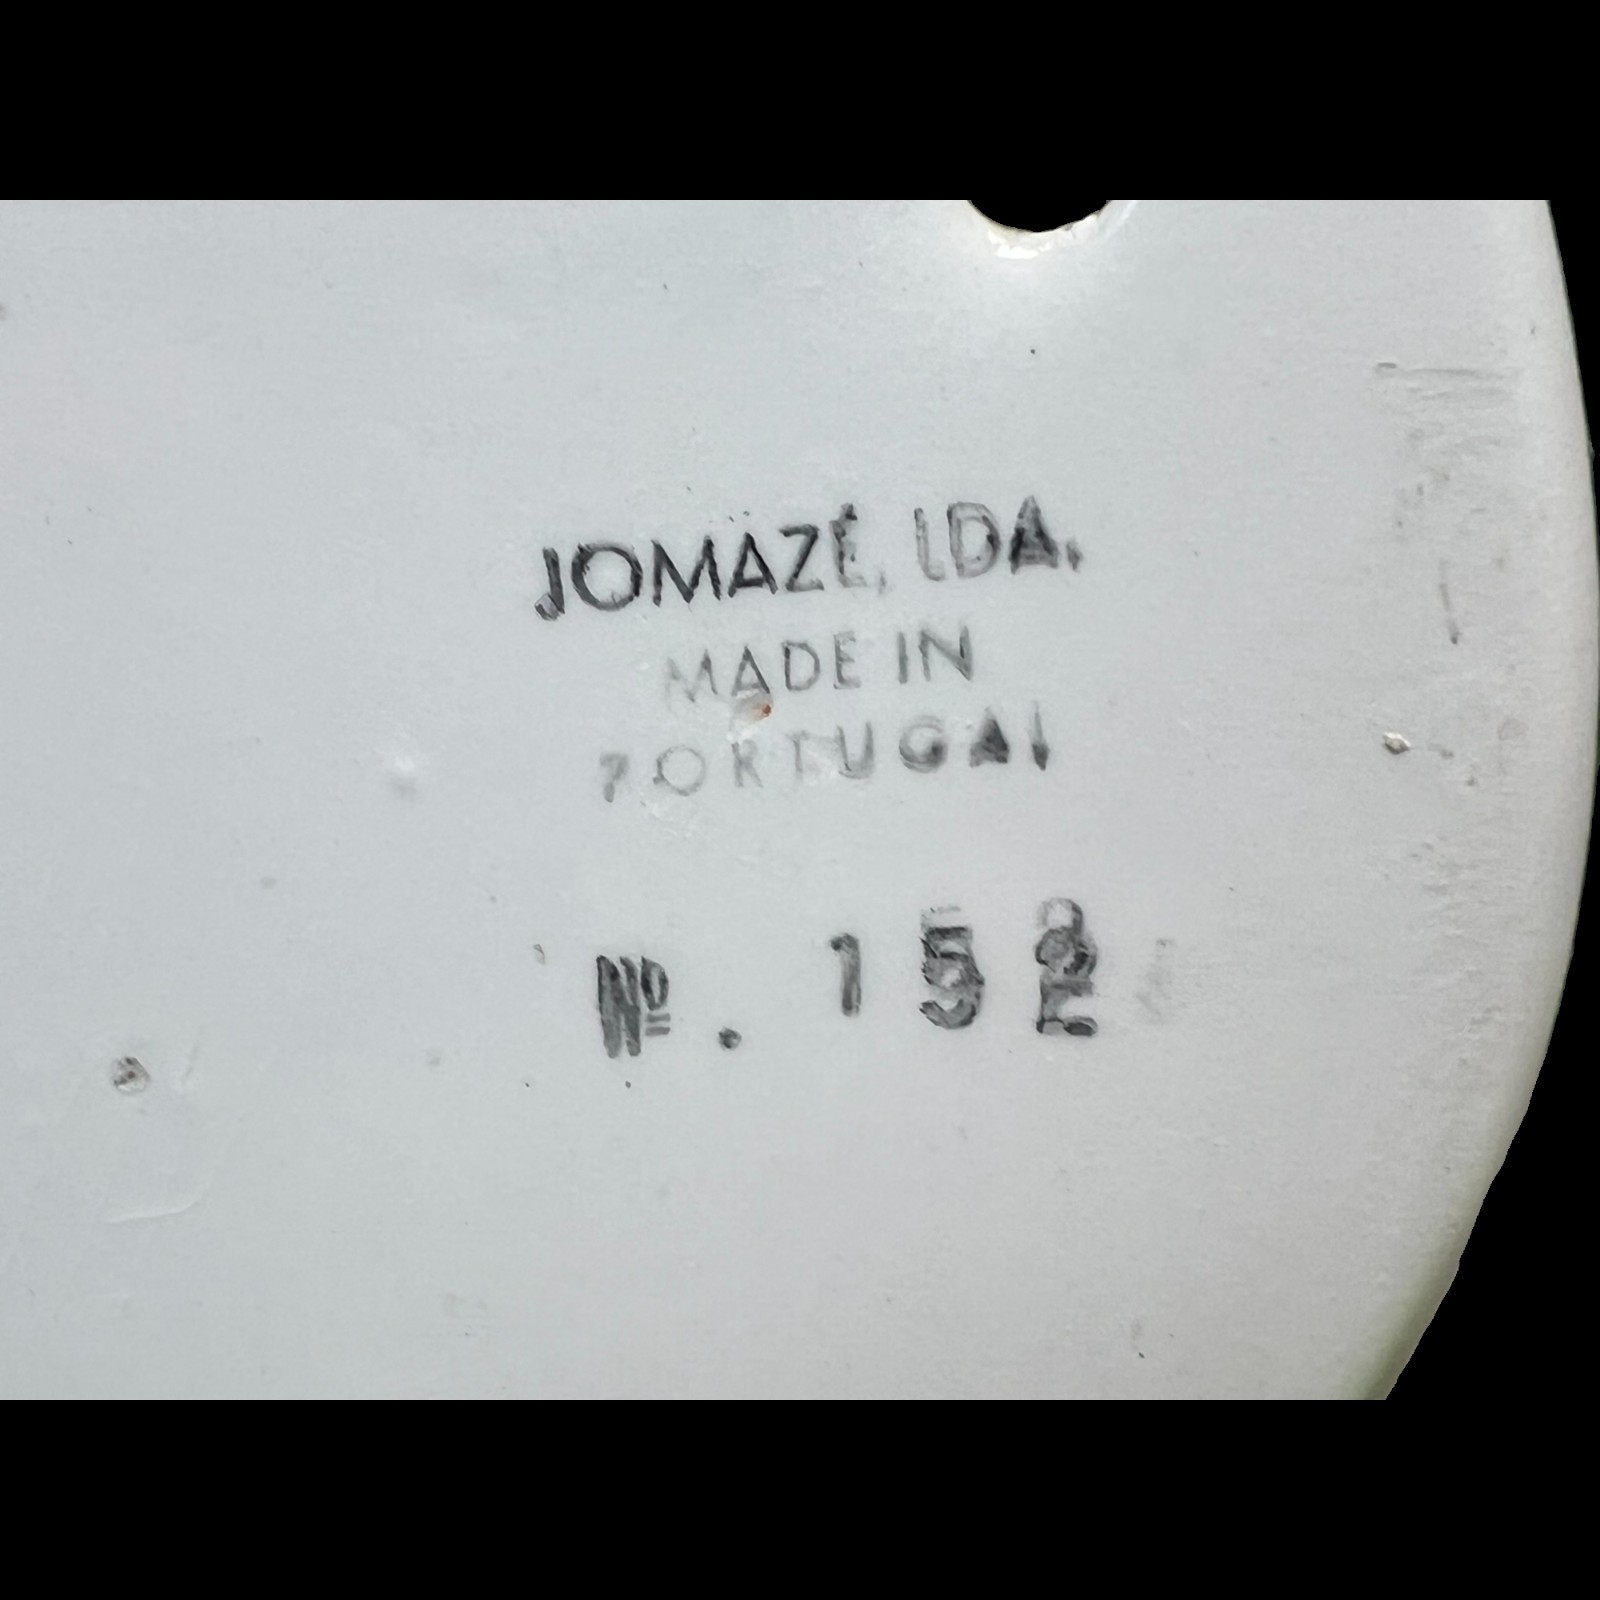 JOMAZÉ, LDA.
MADE IN
PORTUGAL
Nº. 152